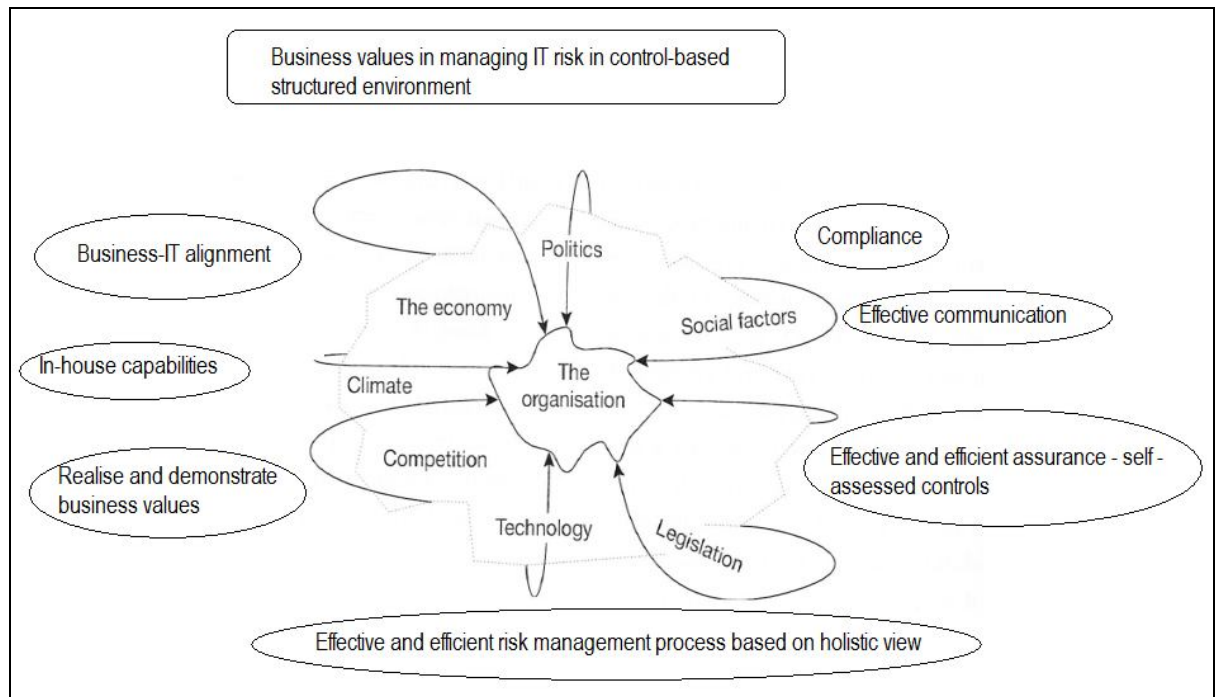 Business values in managing IT risk in control-based
structured environment
Politics
Compliance
Business-IT alignment
The economy
Social factors
Effective communication
In-house capabilities
Climate
The
organisation
Competition
Realise and demonstrate
business values
Effective and efficient assurance - self -
assessed controls
Technology
Legislation
Effective and efficient risk management process based on holistic view